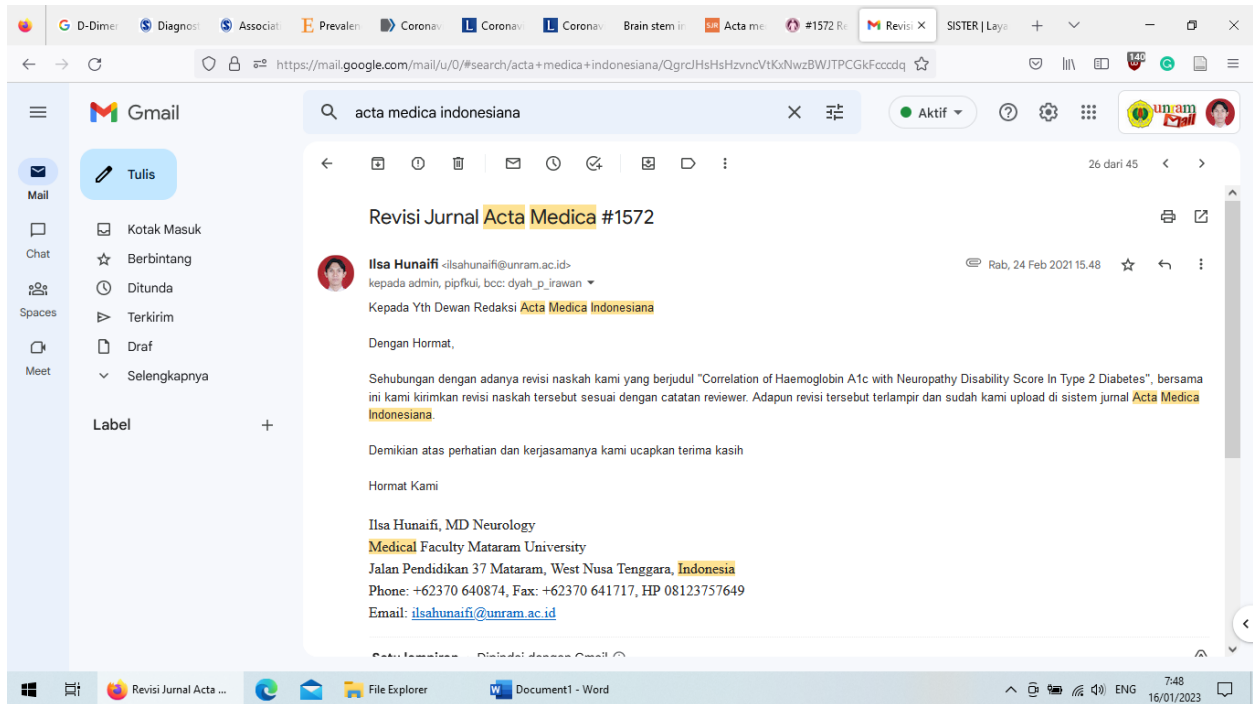 D-Dimer
Diagnost
Associati
Prevalen
Coronav
Coronav
Coronav
Brain stem in
Acta me
#1572 Re
Revisi
SISTER | Laya
https://mail.google.com/mail/u/0/#search/acta+medica+indonesiana/QgrcJHsHsHzvncVtKxNwzBWJTPCGkFcccdq
Gmail
acta medica indonesiana
Aktif
unram
Mail
Mail
Chat
Spaces
Meet
Tulis
Kotak Masuk
Berbintang
Ditunda
Terkirim
Draf
Selengkapnya
Label
26 dari 45
Revisi Jurnal Acta Medica #1572
Ilsa Hunaifi <ilsahunaifi@unram.ac.id>
Rab, 24 Feb 2021 15.48
kepada admin, pipfkui, bcc: dyah_p_irawan
Kepada Yth Dewan Redaksi Acta Medica Indonesiana
Dengan Hormat,
Sehubungan dengan adanya revisi naskah kami yang berjudul "Correlation of Haemoglobin A1c with Neuropathy Disability Score In Type 2 Diabetes", bersama
ini kami kirimkan revisi naskah tersebut sesuai dengan catatan reviewer. Adapun revisi tersebut terlampir dan sudah kami upload di sistem jurnal Acta Medica
Indonesiana.
Demikian atas perhatian dan kerjasamanya kami ucapkan terima kasih
Hormat Kami
Ilsa Hunaifi, MD Neurology
Medical Faculty Mataram University
Jalan Pendidikan 37 Mataram, West Nusa Tenggara, Indonesia
Phone: +62370 640874, Fax: +62370 641717, HP 08123757649
Email: ilsahunaifi@unram.ac.id
Satu lampiran
Dipindai dengan Gmail
Revisi Jurnal Acta ...
File Explorer
Document1 - Word
ENG
7:48
16/01/2023